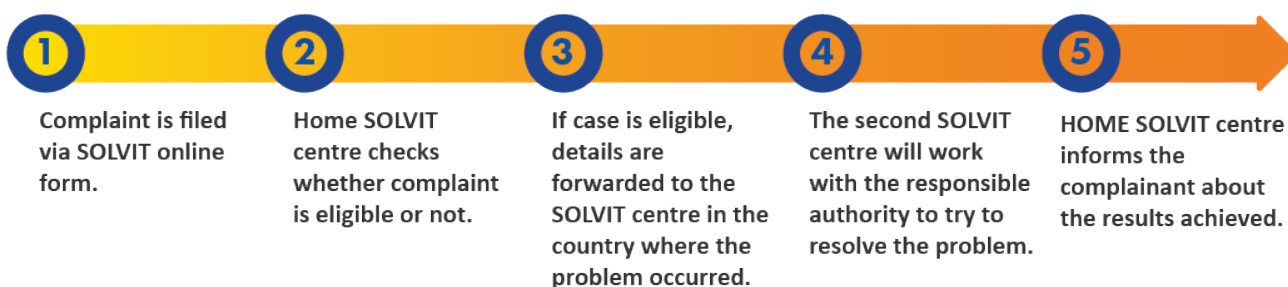 1
Complaint is filed
via SOLVIT online
form.
2
Home SOLVIT
centre checks
whether complaint
is eligible or not.
3
If case is eligible,
details are
forwarded to the
SOLVIT centre in the
country where the
problem occurred.
4
The second SOLVIT
centre will work
with the responsible
authority to try to
resolve the problem.
5
HOME SOLVIT centre
informs the
complainant about
the results achieved.